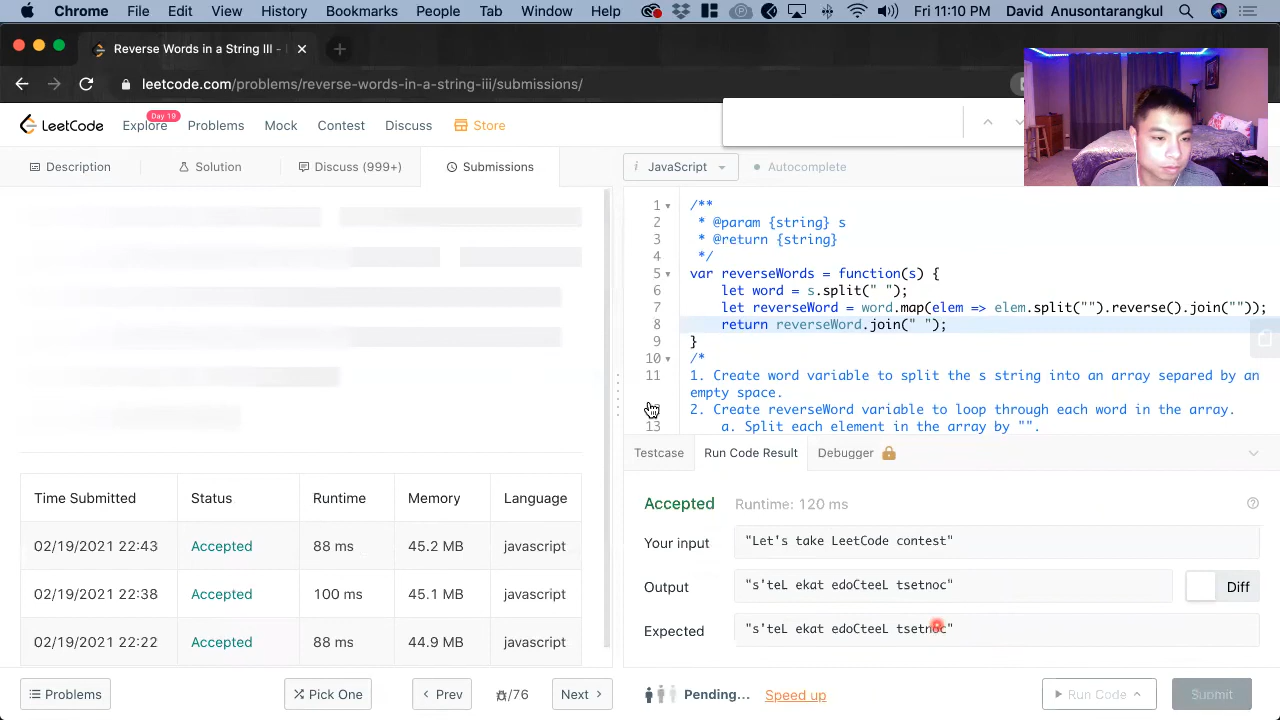 Chrome File Edit View History Bookmarks People Tab Window Help Fri 11:10 PM David Anusontarangkul
Reverse Words in a String III -
leetcode.com/problems/reverse-words-in-a-string-iii/submissions/
LeetCode Explore Day 19 Problems Mock Contest Discuss Store
Description Solution Discuss (999+) Submissions
i JavaScript Autocomplete
1 /**
2 * @param {string} s
3 * @return {string}
4 */
5 var reverseWords = function(s) {
6 let word = s.split(" ");
7 let reverseWord = word.map(elem => elem.split("").reverse().join(""));
8 return reverseWord.join(" ");
9 }
10 /*
11 1. Create word variable to split the s string into an array separed by an
empty space.
2. Create reverseWord variable to loop through each word in the array.
13 a. Split each element in the array by "".
Testcase Run Code Result Debugger
Accepted Runtime: 120 ms
Your input "Let's take LeetCode contest"
Output "s'teL ekat edoCteeL tsetnoc" Diff
Expected "s'teL ekat edoCteeL tsetnoc"
Time Submitted Status Runtime Memory Language
02/19/2021 22:43 Accepted 88 ms 45.2 MB javascript
02/19/2021 22:38 Accepted 100 ms 45.1 MB javascript
02/19/2021 22:22 Accepted 88 ms 44.9 MB javascript
Problems Pick One Prev /76 Next Pending... Speed up Run Code Submit